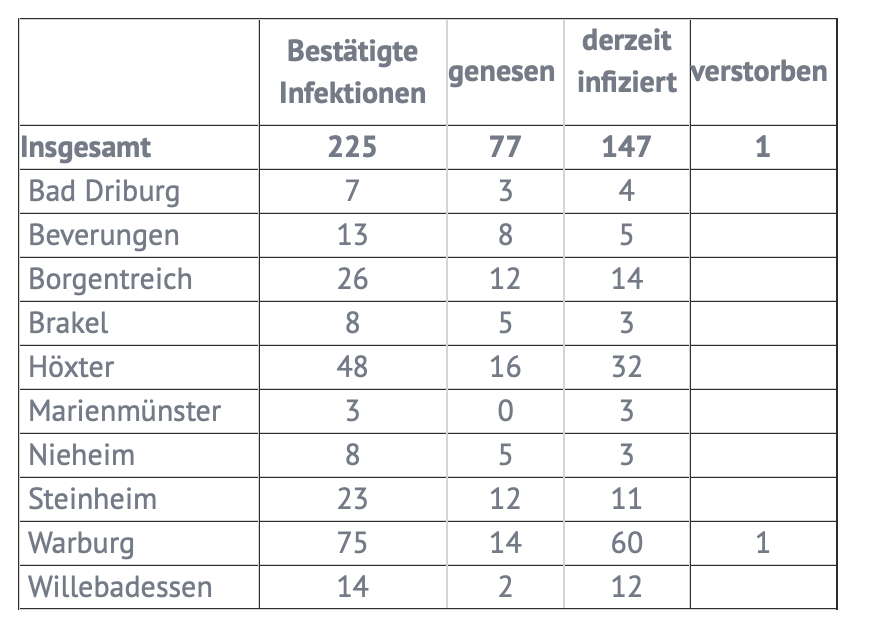 Bestätigte Infektionen genesen derzeit infiziert verstorben
Insgesamt 225 77 147 1
Bad Driburg 7 3 4
Beverungen 13 8 5
Borgentreich 26 12 14
Brakel 8 5 3
Höxter 48 16 32
Marienmünster 3 0 3
Nieheim 8 5 3
Steinheim 23 12 11
Warburg 75 14 60 1
Willebadessen 14 2 12